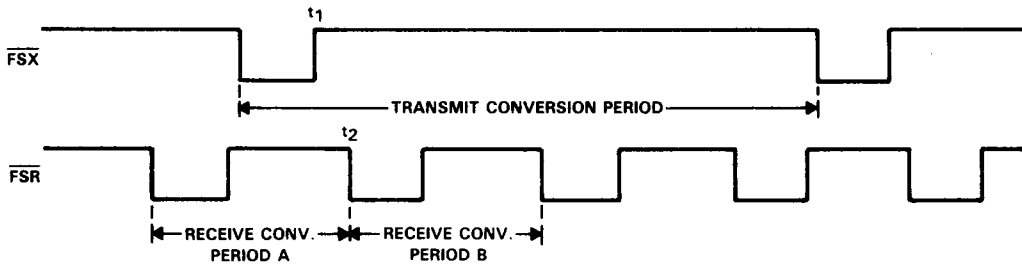 t1
FSX
TRANSMIT CONVERSION PERIOD
t2
FSR
RECEIVE CONV.
PERIOD A
RECEIVE CONV.
PERIOD B